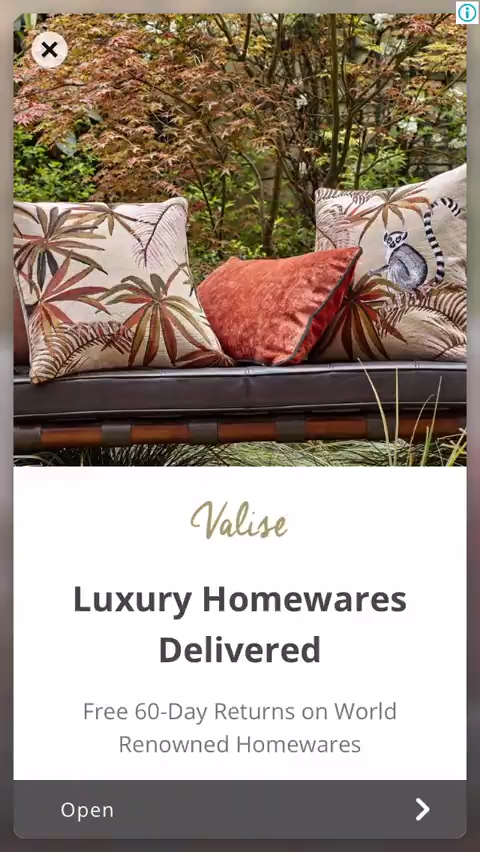 Valise
Luxury Homewares
Delivered
Free 60-Day Returns on World
Renowned Homewares
Open